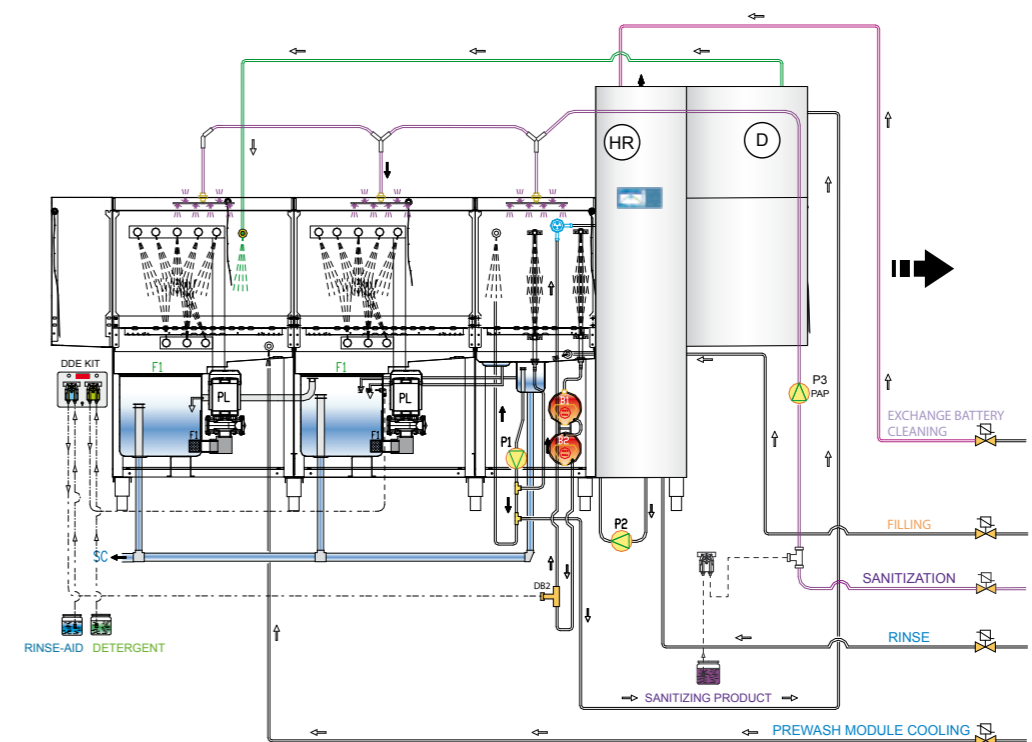 HR
D
DDE KIT
F1
F1
PL
PL
F1
F1
P1
B1
B2
P2
P3
PAP
EXCHANGE BATTERY
CLEANING
FILLING
SC
DB2
SANITIZATION
RINSE-AID
DETERGENT
RINSE
SANITIZING PRODUCT
PREWASH MODULE COOLING